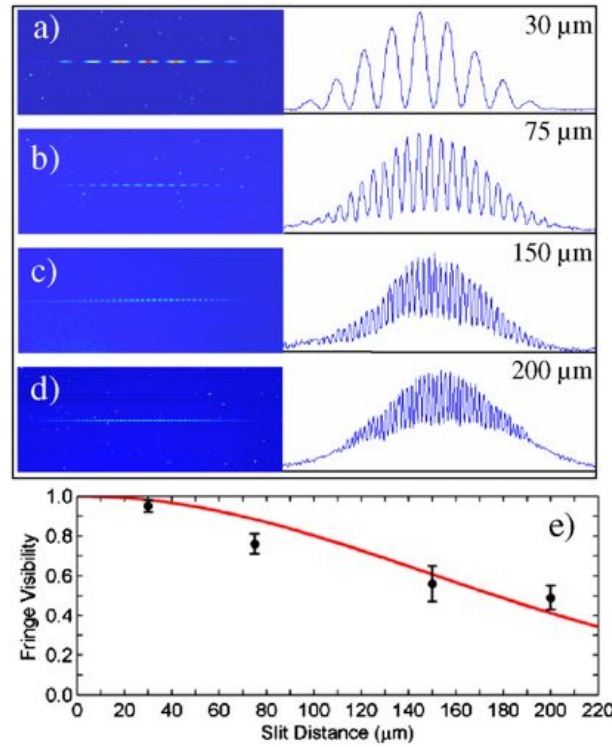 a)
30 µm
b)
75 µm
c)
150 µm
d)
200 µm
e)
1.0
0.8
0.6
0.4
0.2
0.0
Fringe Visibility
0 20 40 60 80 100 120 140 160 180 200 220
Slit Distance (µm)